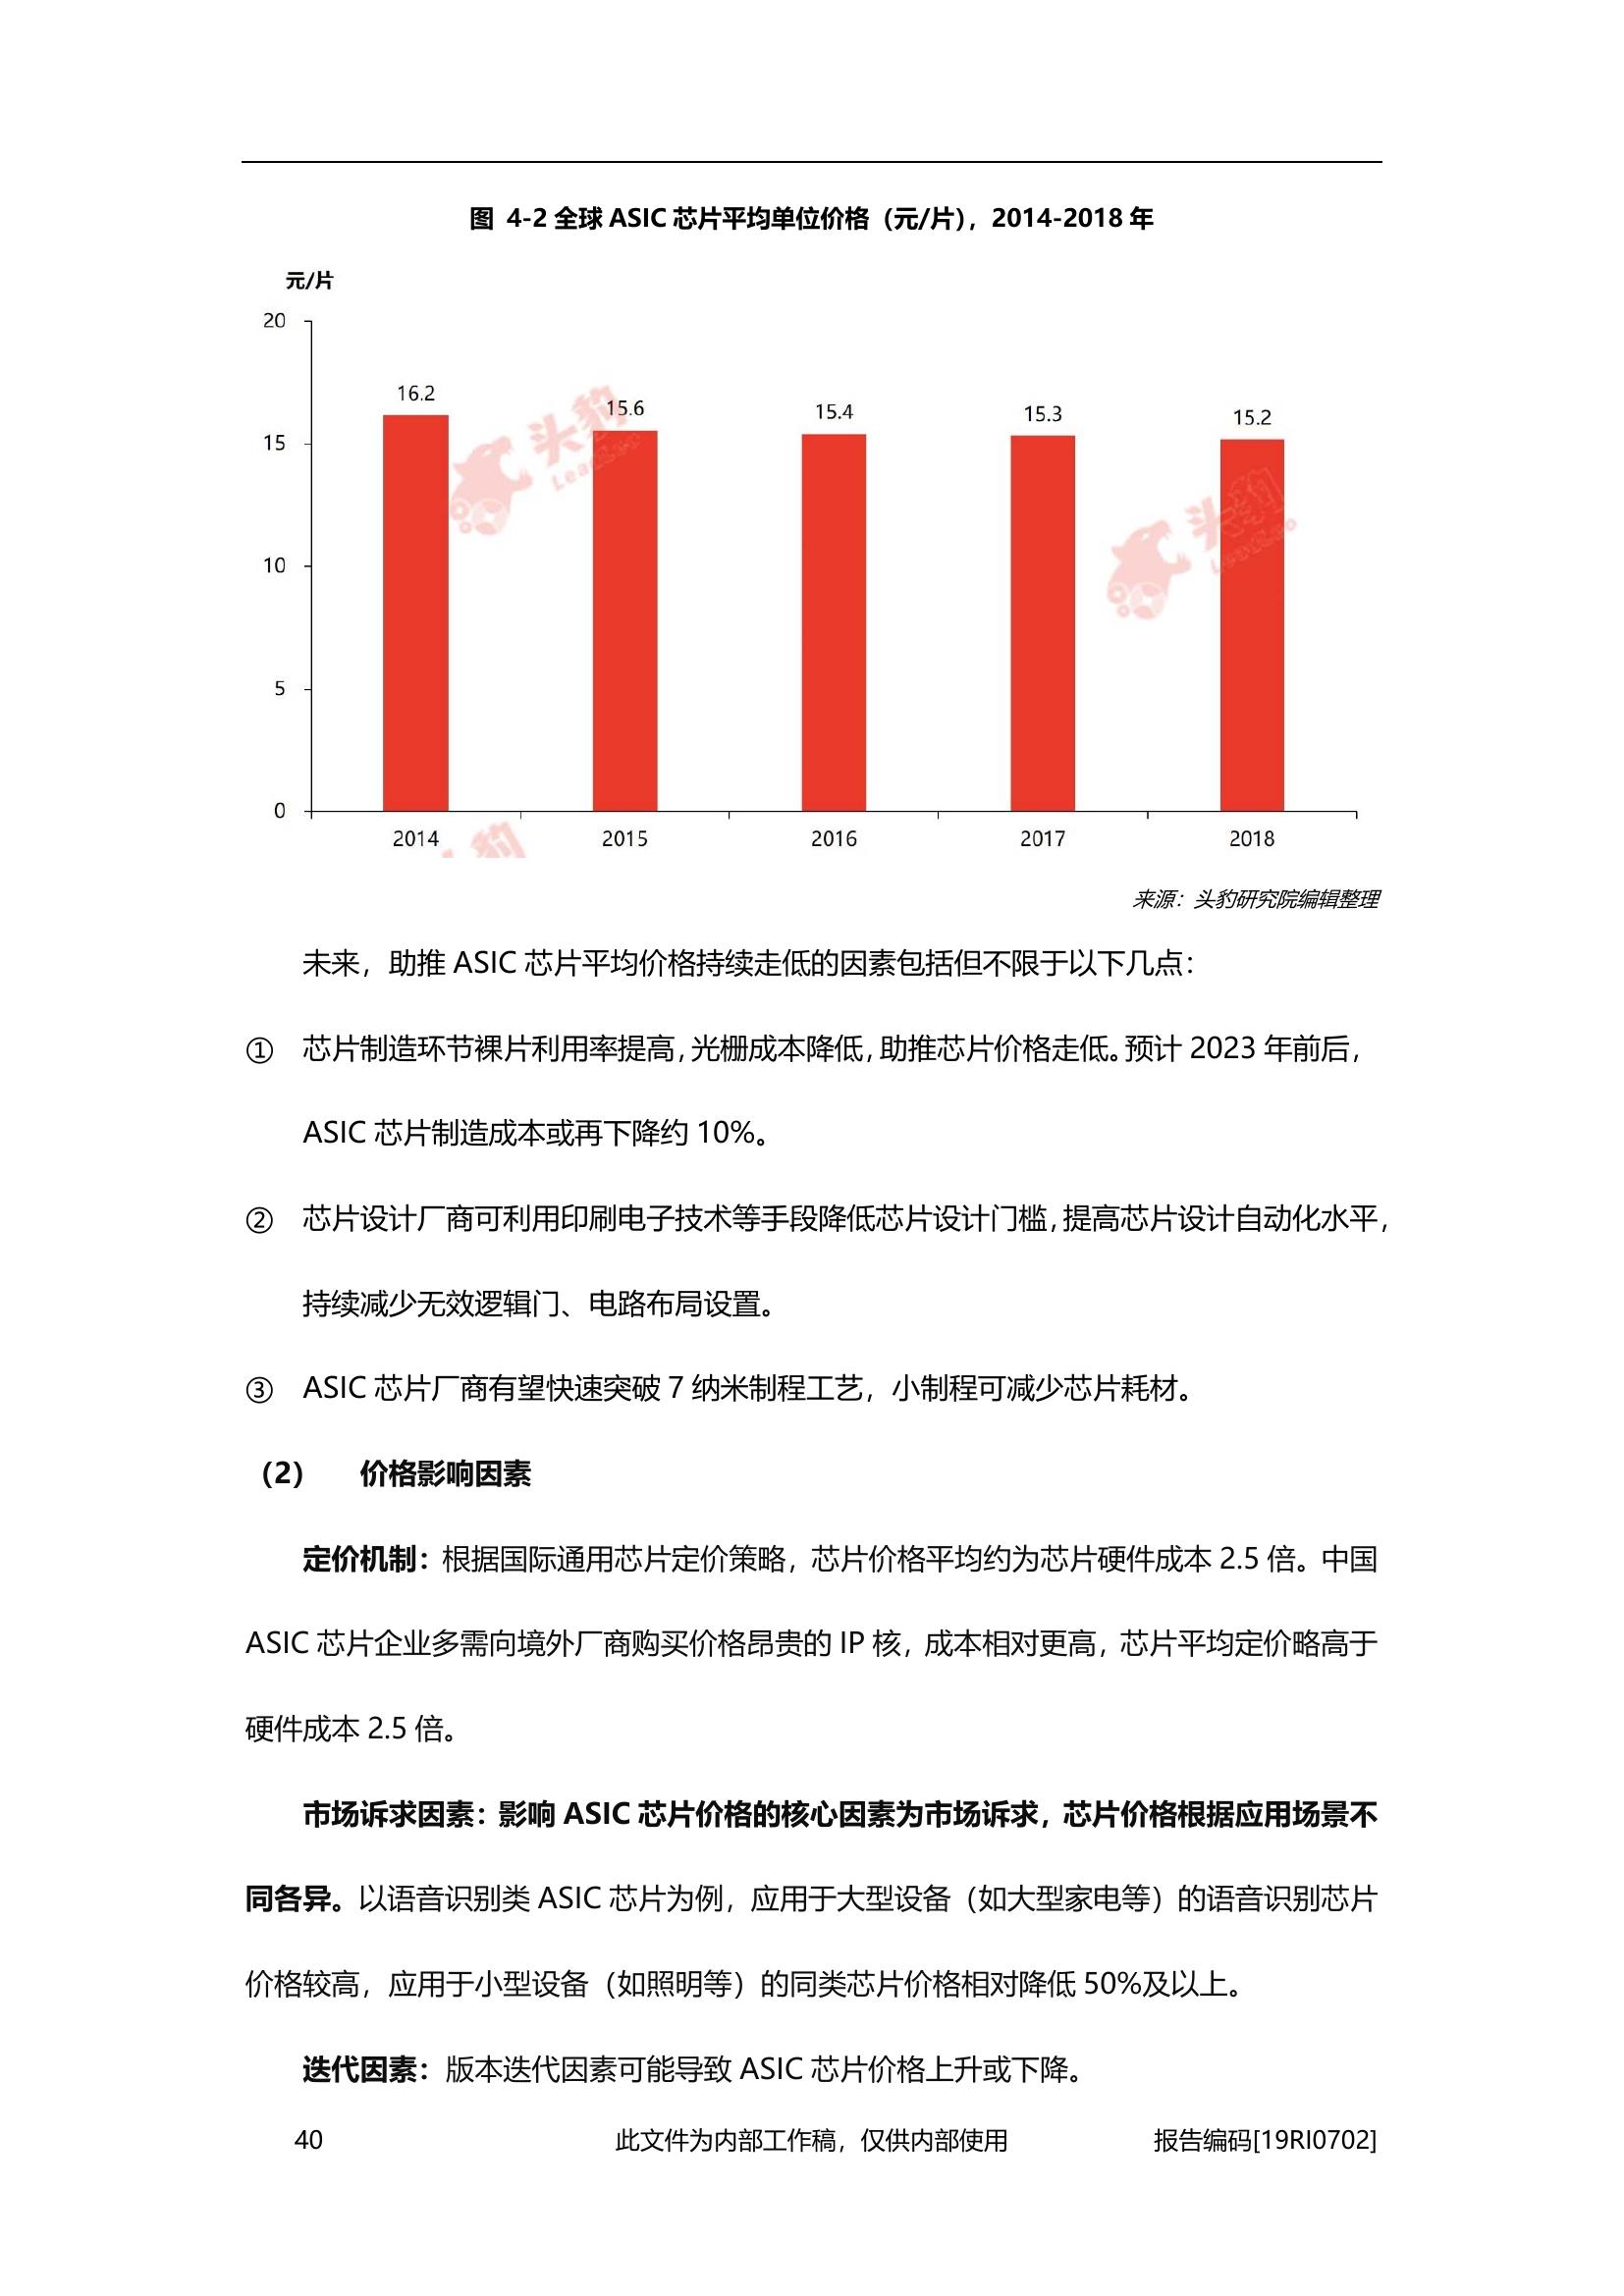 图 4-2 全球 ASIC 芯片平均单位价格（元/片），2014-2018 年
元/片
20
15
10
5
0
16.2
15.6
15.4
15.3
15.2
2014
2015
2016
2017
2018
头豹
LeadLeo
头豹
LeadLeo
豹
来源：头豹研究院编辑整理
未来，助推 ASIC 芯片平均价格持续走低的因素包括但不限于以下几点：
① 芯片制造环节裸片利用率提高，光栅成本降低，助推芯片价格走低。预计 2023 年前后，
ASIC 芯片制造成本或再下降约 10%。
② 芯片设计厂商可利用印刷电子技术等手段降低芯片设计门槛，提高芯片设计自动化水平，
持续减少无效逻辑门、电路布局设置。
③ ASIC 芯片厂商有望快速突破 7 纳米制程工艺，小制程可减少芯片耗材。
（2） 价格影响因素
定价机制：根据国际通用芯片定价策略，芯片价格平均约为芯片硬件成本 2.5 倍。中国
ASIC 芯片企业多需向境外厂商购买价格昂贵的 IP 核，成本相对更高，芯片平均定价略高于
硬件成本 2.5 倍。
市场诉求因素：影响 ASIC 芯片价格的核心因素为市场诉求，芯片价格根据应用场景不
同各异。以语音识别类 ASIC 芯片为例，应用于大型设备（如大型家电等）的语音识别芯片
价格较高，应用于小型设备（如照明等）的同类芯片价格相对降低 50%及以上。
迭代因素：版本迭代因素可能导致 ASIC 芯片价格上升或下降。
40 此文件为内部工作稿，仅供内部使用 报告编码[19RI0702]